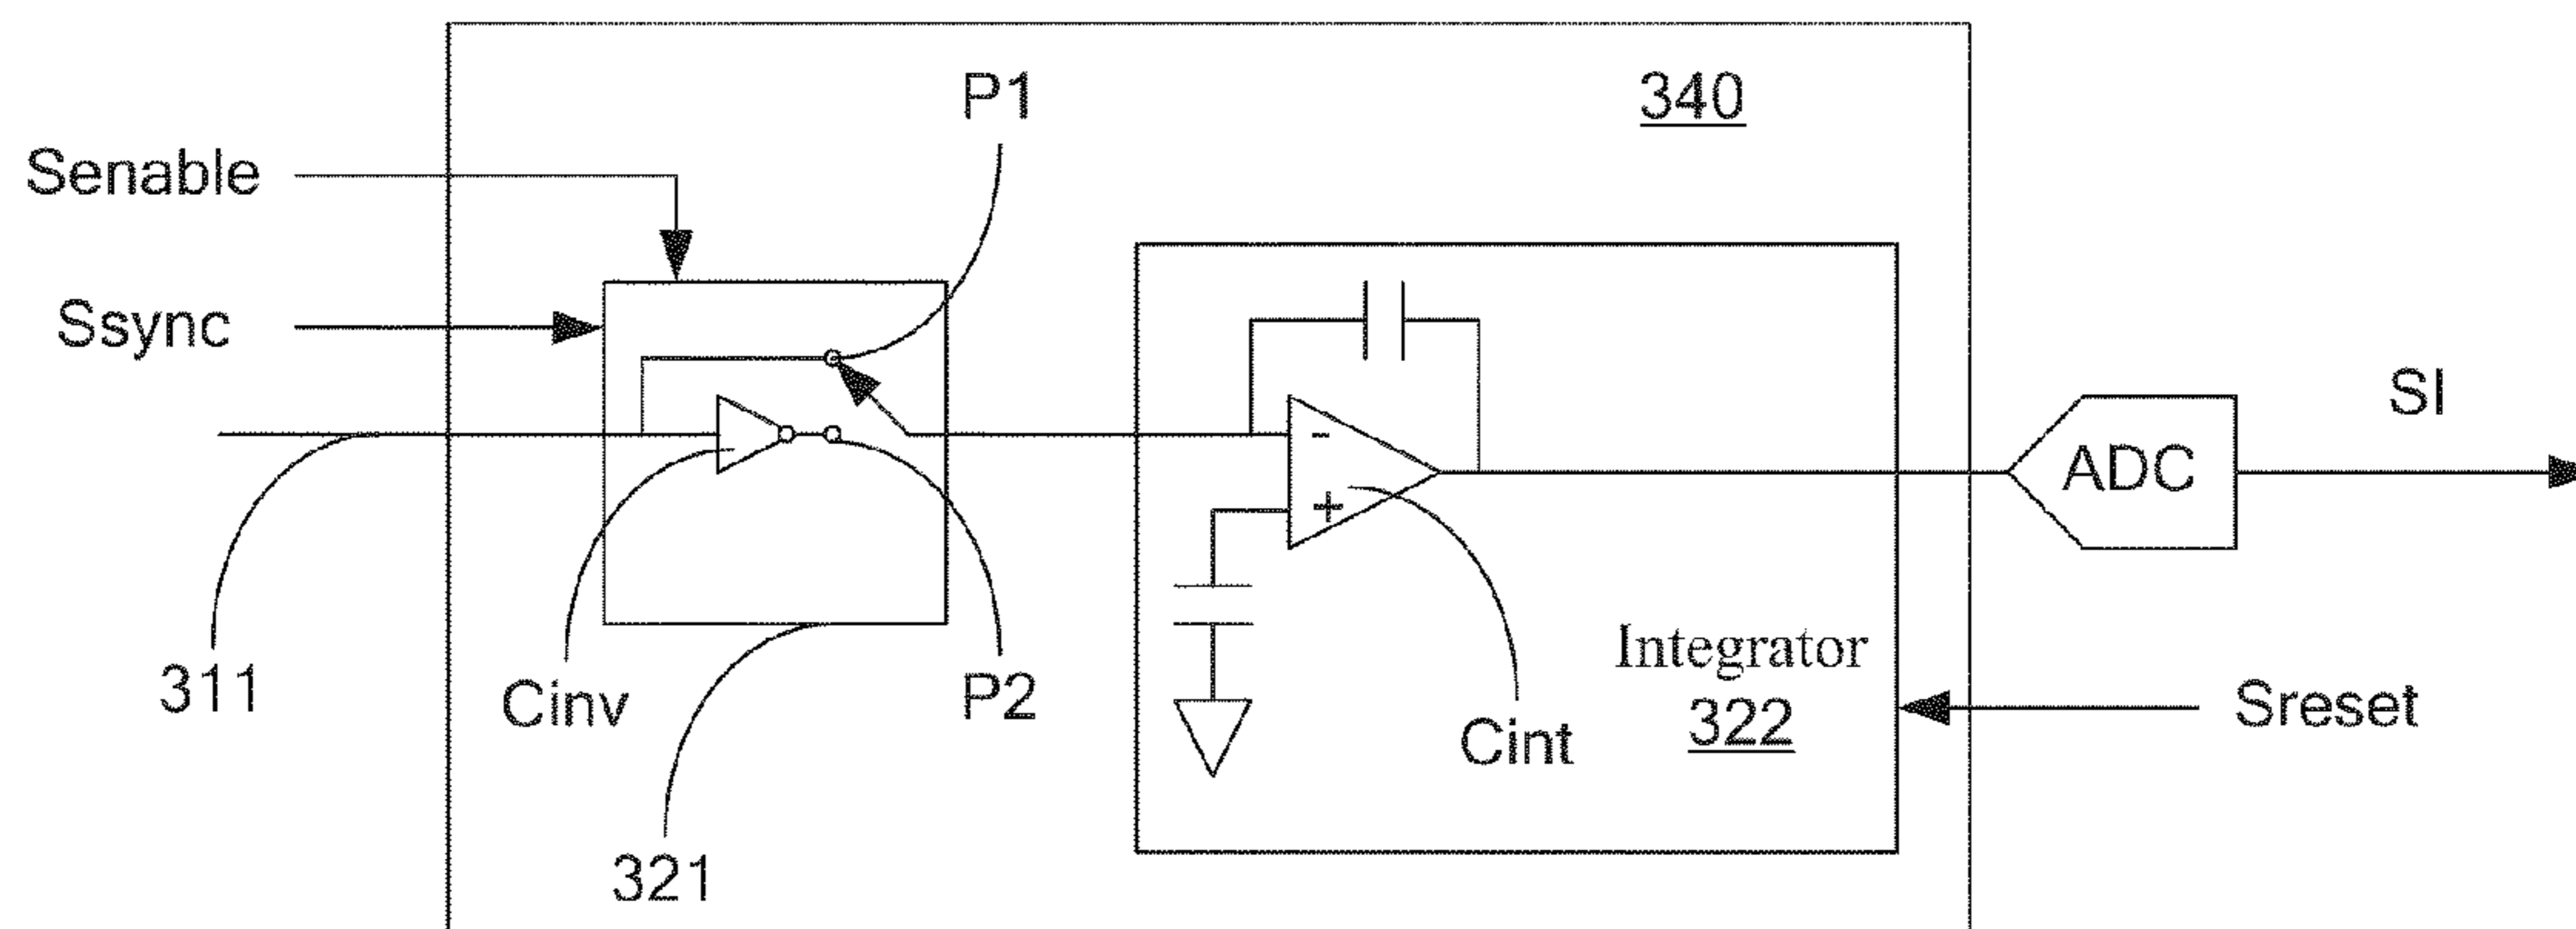 340
P1
Senable
Ssync
SI
ADC
-
+
311
Cinv
P2
Integrator
322
Cint
Sreset
321